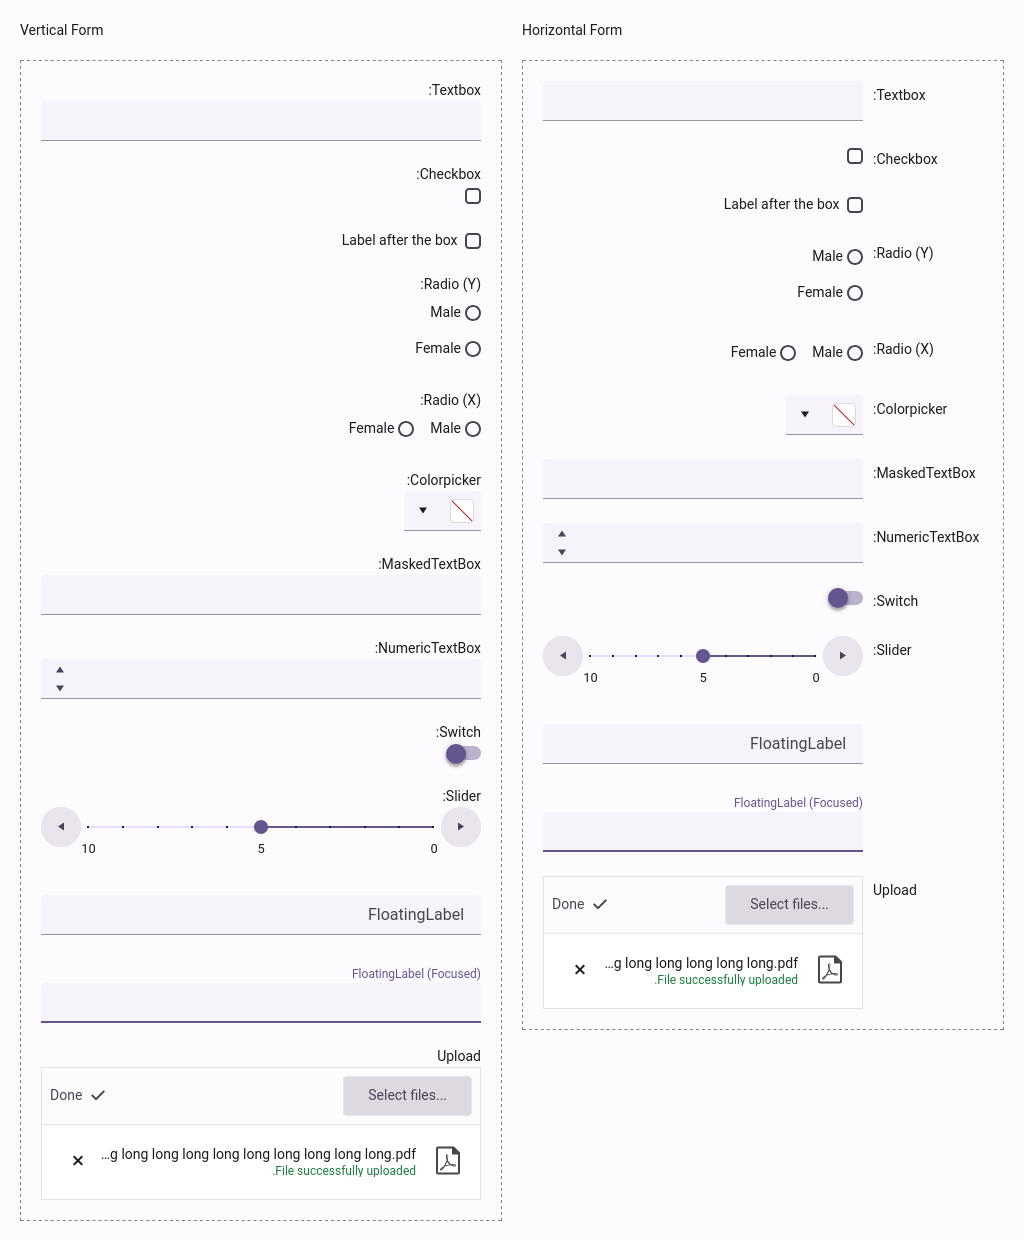 Vertical Form
:Textbox
:Checkbox
Label after the box
:Radio (Y)
Male
Female
:Radio (X)
Female Male
:Colorpicker
:MaskedTextBox
:NumericTextBox
:Switch
:Slider
10 5 0
FloatingLabel
FloatingLabel (Focused)
Upload
Done Select files...
...g long long long long long long long long long.pdf
.File successfully uploaded
Horizontal Form
:Textbox
:Checkbox
Label after the box
Male :Radio (Y)
Female
Female Male :Radio (X)
:Colorpicker
:MaskedTextBox
:NumericTextBox
:Switch
:Slider
10 5 0
FloatingLabel
FloatingLabel (Focused)
Upload
Done Select files...
...g long long long long long.pdf
.File successfully uploaded